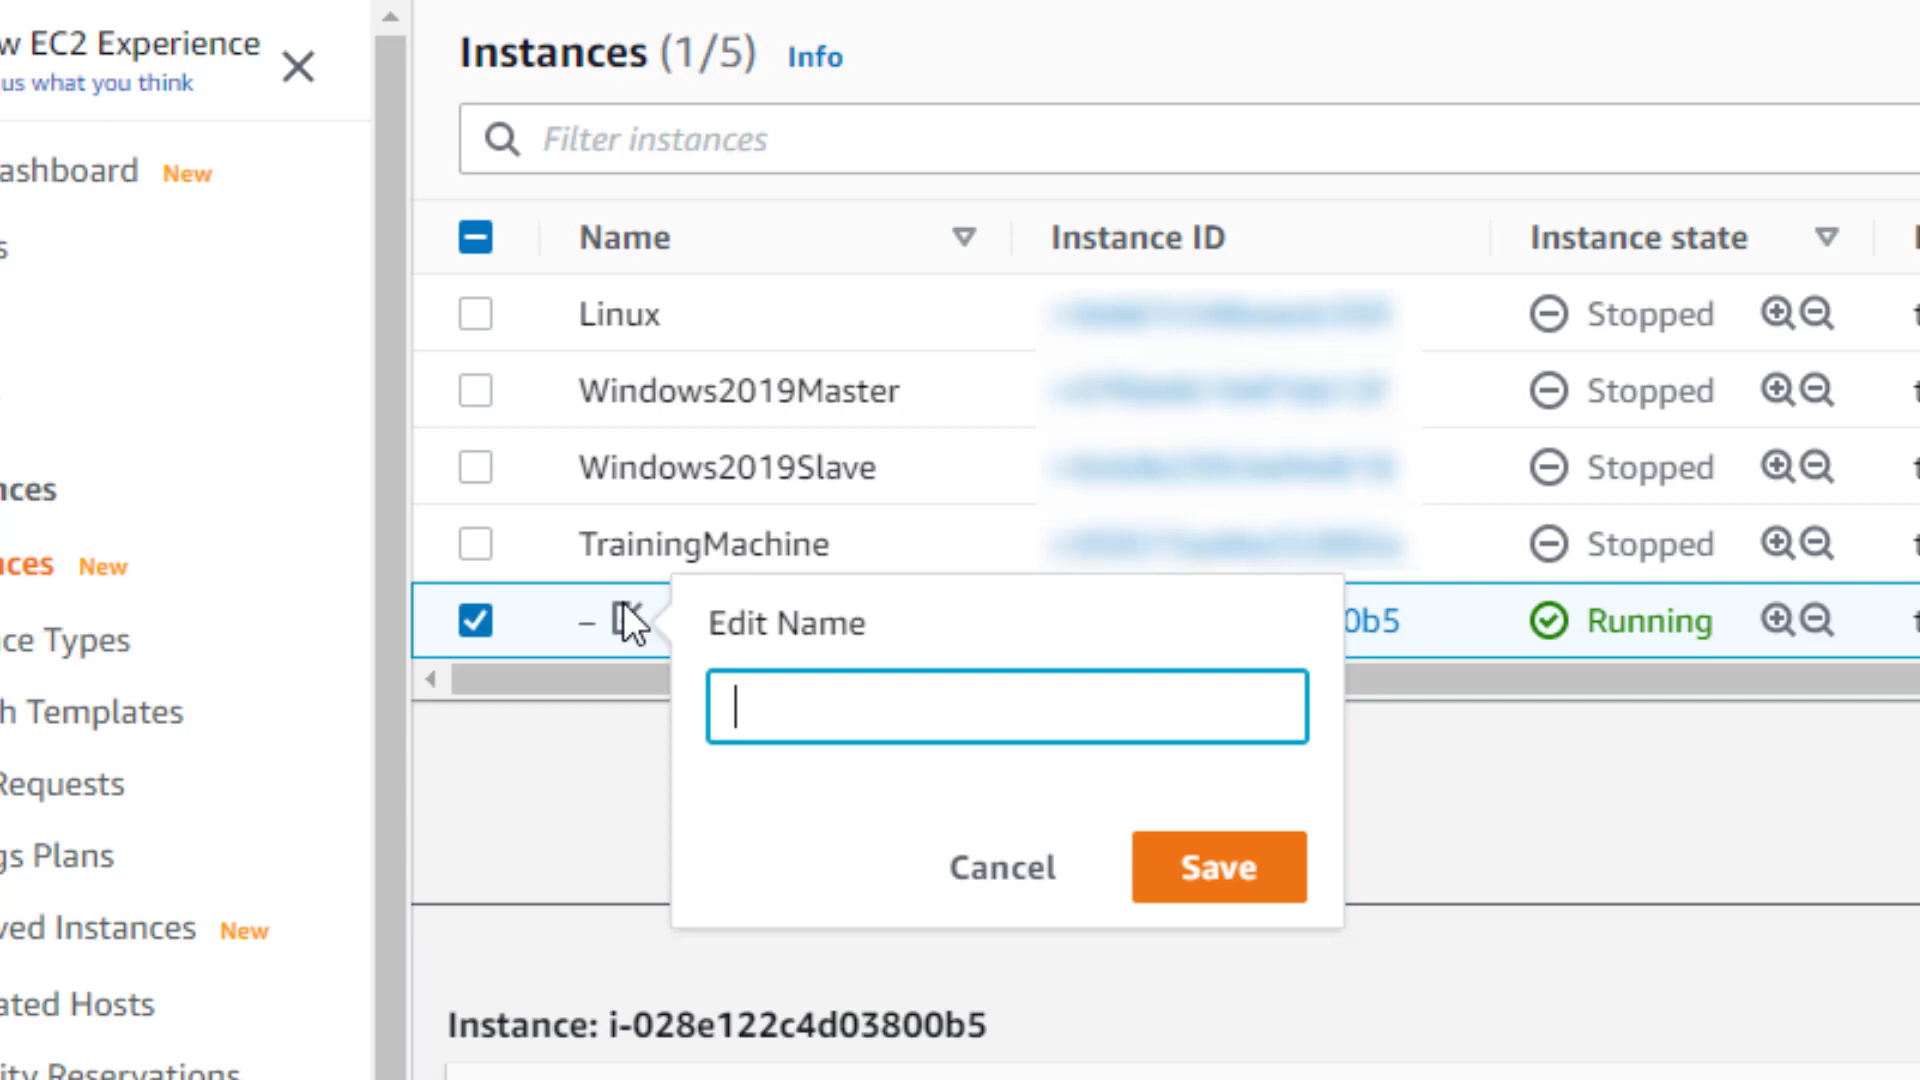 w EC2 Experience
us what you think
ashboard New
s
nces
nces New
ce Types
h Templates
Requests
gs Plans
ved Instances New
ated Hosts
ity Reservations
Instances (1/5) Info
Filter instances
Name Instance ID Instance state
Linux Stopped
Windows2019Master Stopped
Windows2019Slave Stopped
TrainingMachine Stopped
– 0b5 Running
Edit Name
Cancel Save
Instance: i-028e122c4d03800b5